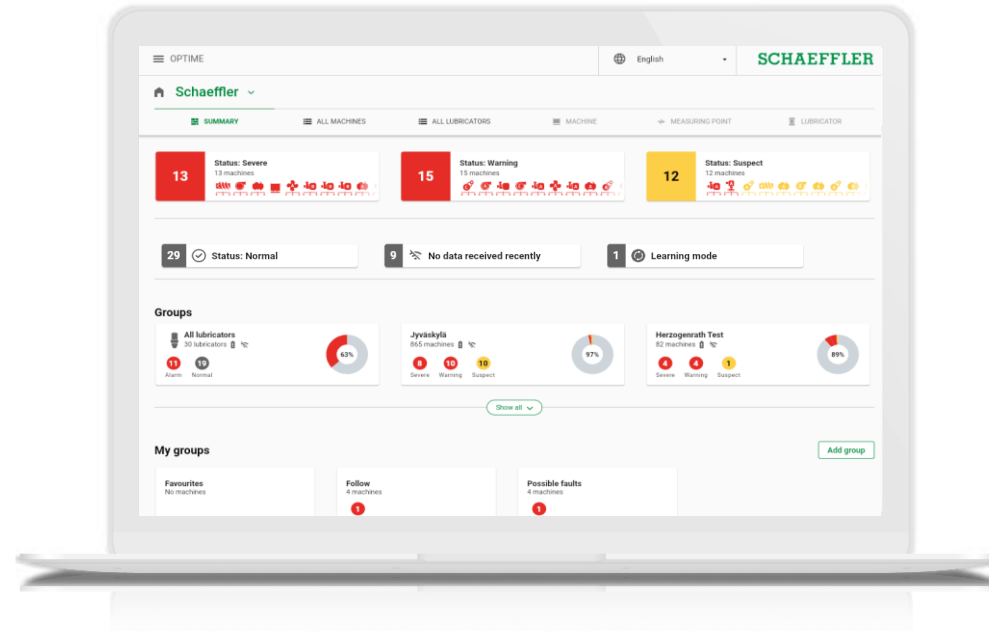 OPTIME
English
SCHAEFFLER
Schaeffler
SUMMARY
ALL MACHINES
ALL LUBRICATORS
MACHINE
MEASURING POINT
LUBRICATOR
13
Status: Severe
13 machines
15
Status: Warning
15 machines
12
Status: Suspect
12 machines
29
Status: Normal
9
No data received recently
1
Learning mode
Groups
All lubricators
30 lubricators
11
19
Alarm
Normal
63%
Jyväskylä
865 machines
8
10
10
Severe
Warning
Suspect
97%
Herzogenrath Test
82 machines
4
4
1
Severe
Warning
Suspect
89%
Show all
My groups
Add group
Favourites
No machines
Follow
4 machines
1
Possible faults
4 machines
1